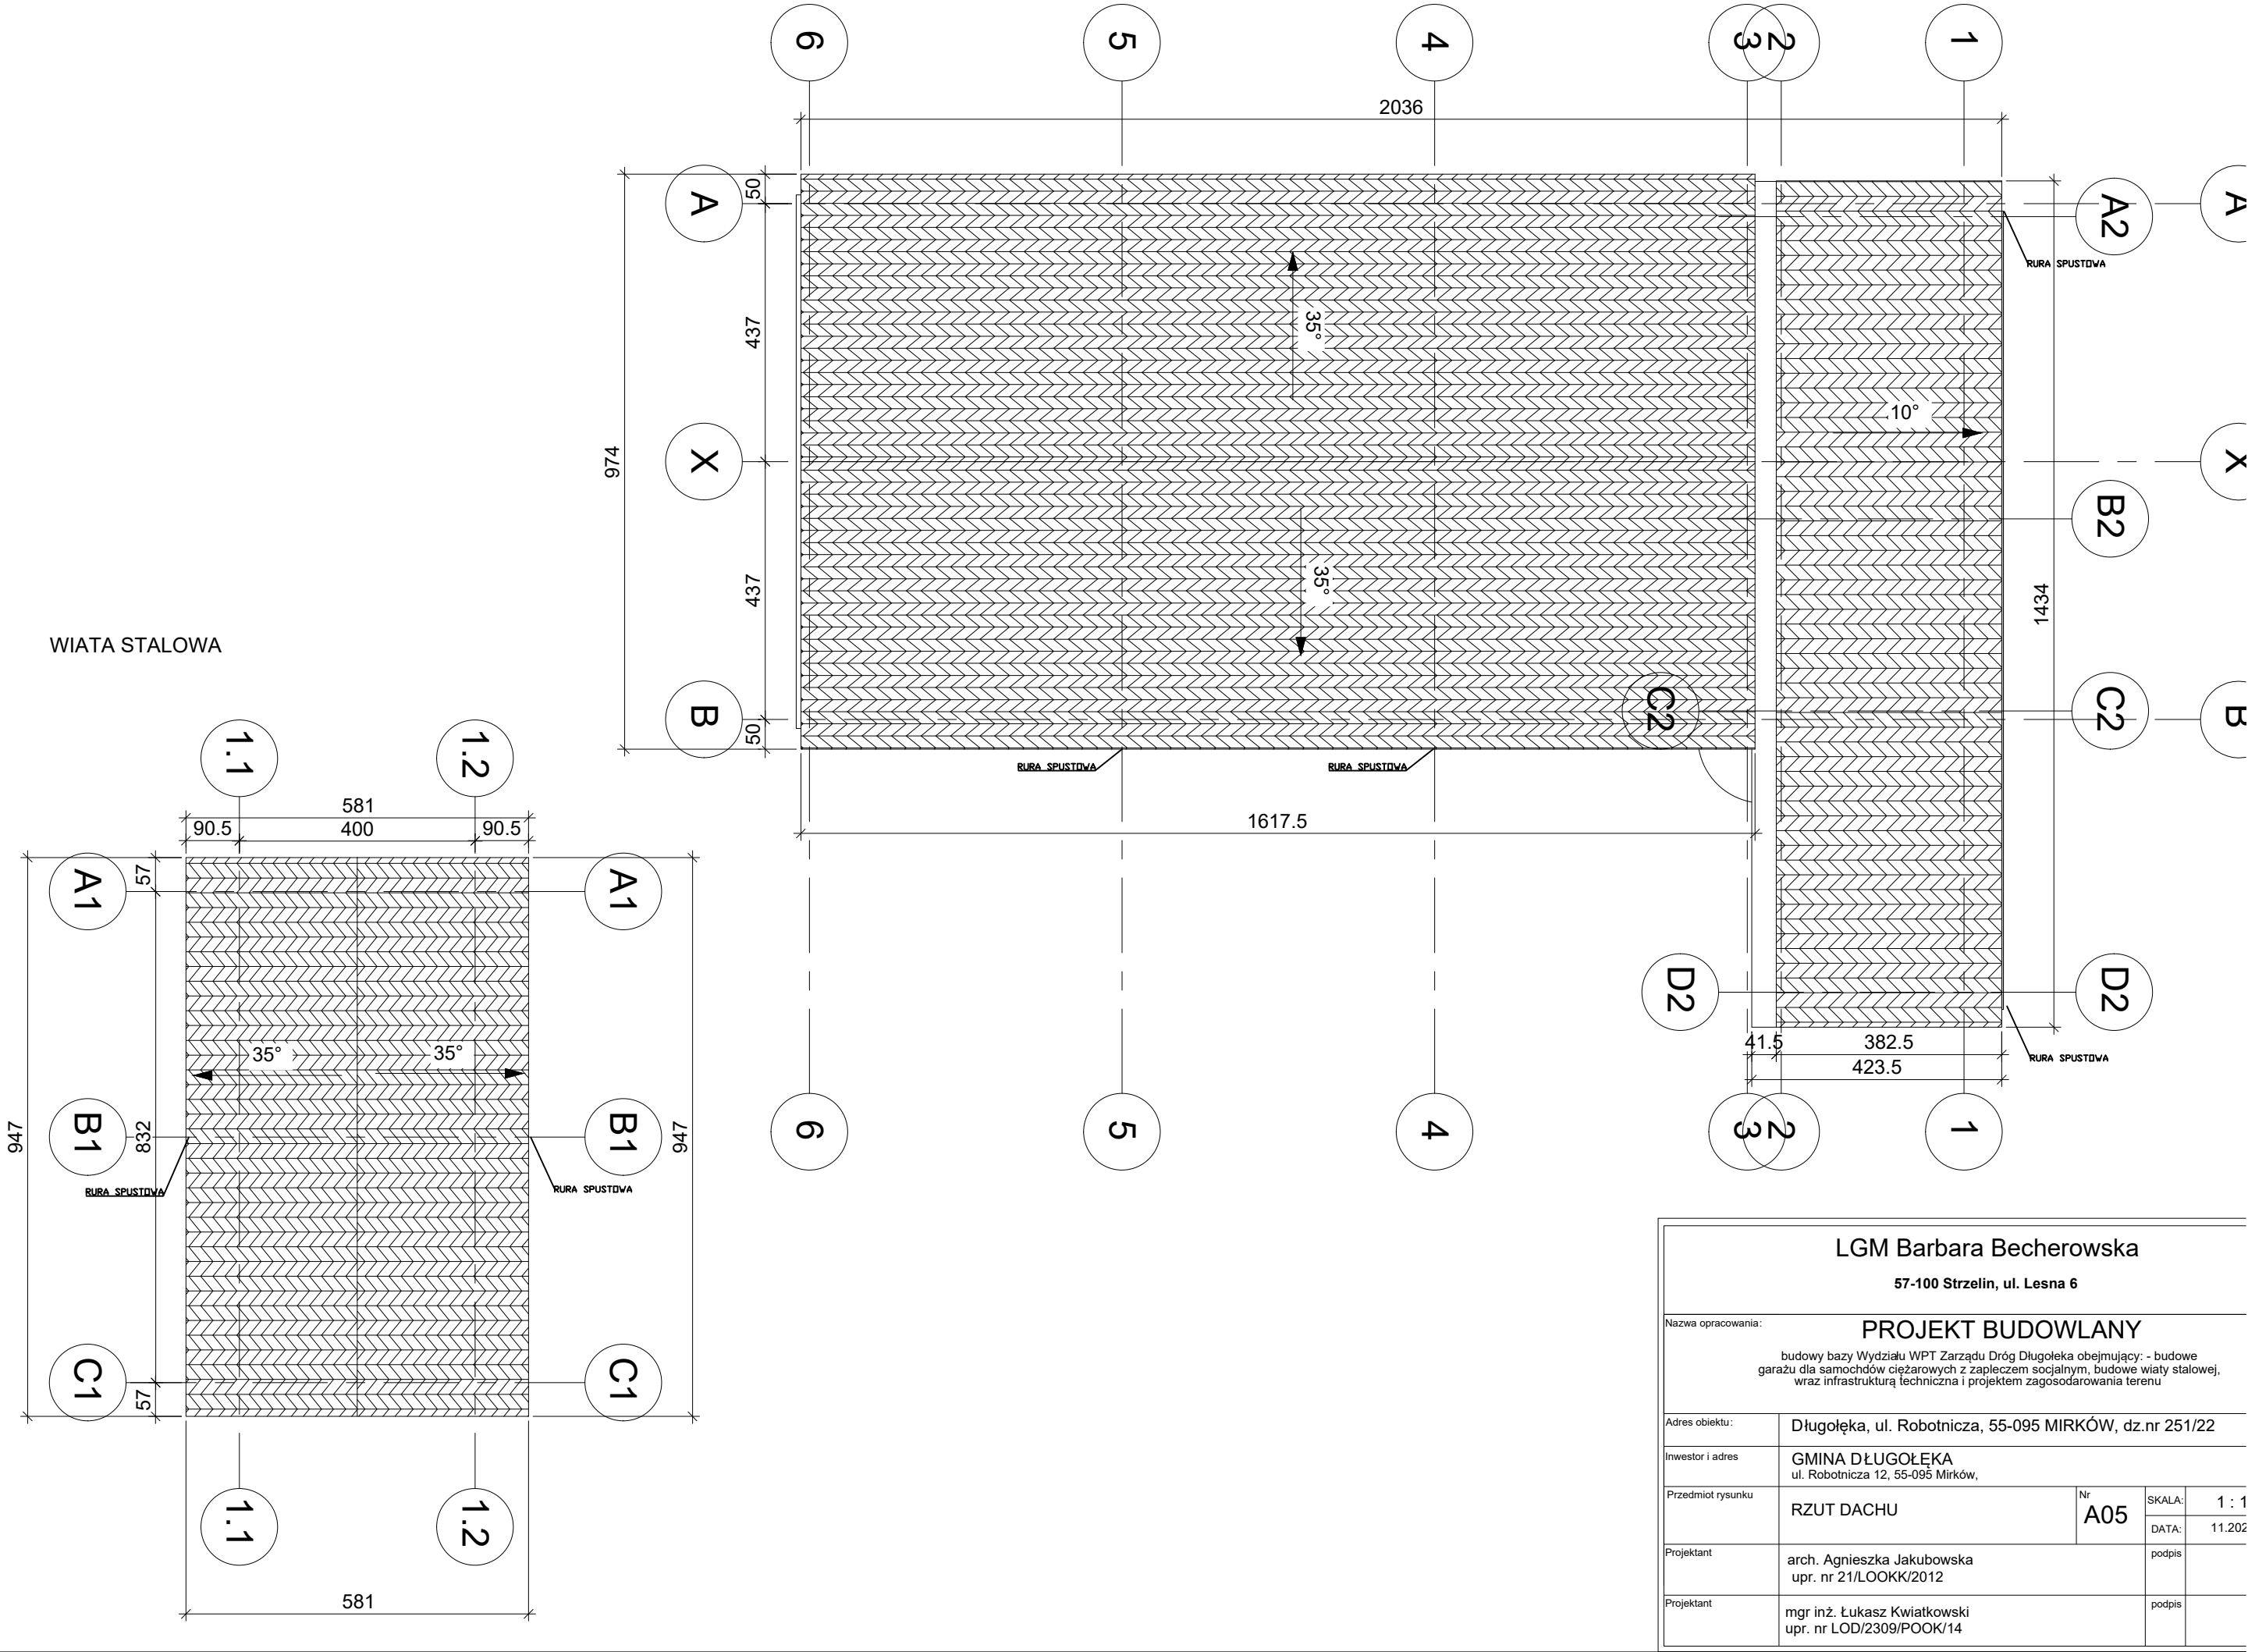 6
5
4
3
2
1
2036
A
50
437
X
974
437
B
50
35°
35°
10°
A
A2
RURA SPUSTOWA
X
B2
1434
C2
C2
B
RURA SPUSTOWA
RURA SPUSTOWA
1617.5
D2
D2
41.5
382.5
423.5
RURA SPUSTOWA
6
5
4
3
2
1
WIATA STALOWA
1.1
1.2
581
90.5
400
90.5
A1
57
A1
35°
35°
947
B1
832
B1
947
RURA SPUSTOWA
RURA SPUSTOWA
C1
57
C1
1.1
1.2
581
LGM Barbara Becherowska
57-100 Strzelin, ul. Lesna 6
Nazwa opracowania:
PROJEKT BUDOWLANY
budowy bazy Wydziału WPT Zarządu Dróg Długołeka obejmujący: - budowe
garażu dla samochdów ciężarowych z zapleczem socjalnym, budowe wiaty stalowej,
wraz infrastrukturą techniczna i projektem zagosodarowania terenu
Adres obiektu:
Długołęka, ul. Robotnicza, 55-095 MIRKÓW, dz.nr 251/22
Inwestor i adres
GMINA DŁUGOŁĘKA
ul. Robotnicza 12, 55-095 Mirków,
Przedmiot rysunku
RZUT DACHU
Nr
A05
SKALA:
1 : 1
DATA:
11.202
Projektant
arch. Agnieszka Jakubowska
upr. nr 21/LOOKK/2012
podpis
Projektant
mgr inż. Łukasz Kwiatkowski
upr. nr LOD/2309/POOK/14
podpis